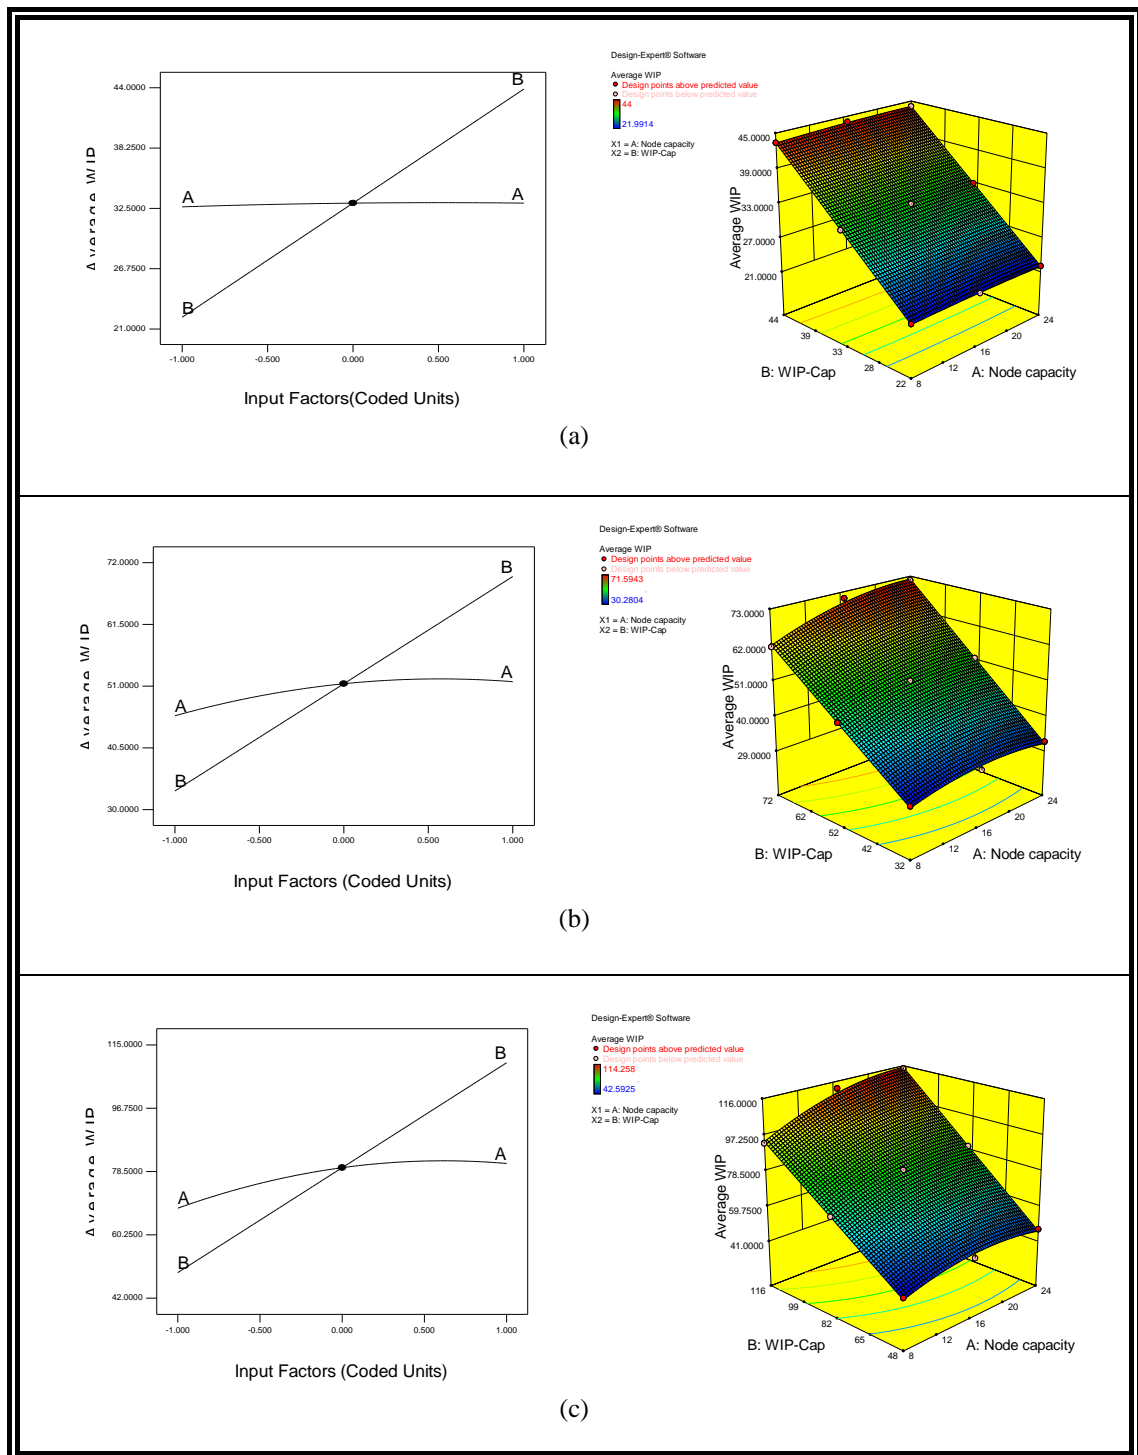 Design-Expert® Software
Average WIP
Design points above predicted value
Design points below predicted value
44
21.9914
X1 = A: Node capacity
X2 = B: WIP-Cap
44.0000
38.2500
32.5000
26.7500
21.0000
Average WIP
A
A
B
B
-1.000
-0.500
0.000
0.500
1.000
Input Factors(Coded Units)
45.0000
39.0000
33.0000
27.0000
21.0000
Average WIP
44
39
33
28
22
8
12
16
20
24
B: WIP-Cap
A: Node capacity
(a)
Design-Expert® Software
Average WIP
Design points above predicted value
Design points below predicted value
71.5943
30.2804
X1 = A: Node capacity
X2 = B: WIP-Cap
72.0000
61.5000
51.0000
40.5000
30.0000
Average WIP
A
A
B
B
-1.000
-0.500
0.000
0.500
1.000
Input Factors (Coded Units)
73.0000
62.0000
51.0000
40.0000
29.0000
Average WIP
72
62
52
42
32
8
12
16
20
24
B: WIP-Cap
A: Node capacity
(b)
Design-Expert® Software
Average WIP
Design points above predicted value
Design points below predicted value
114.258
42.5925
X1 = A: Node capacity
X2 = B: WIP-Cap
115.0000
96.7500
78.5000
60.2500
42.0000
Average WIP
A
A
B
B
-1.000
-0.500
0.000
0.500
1.000
Input Factors (Coded Units)
116.0000
97.2500
78.5000
59.7500
41.0000
Average WIP
116
99
82
65
48
8
12
16
20
24
B: WIP-Cap
A: Node capacity
(c)